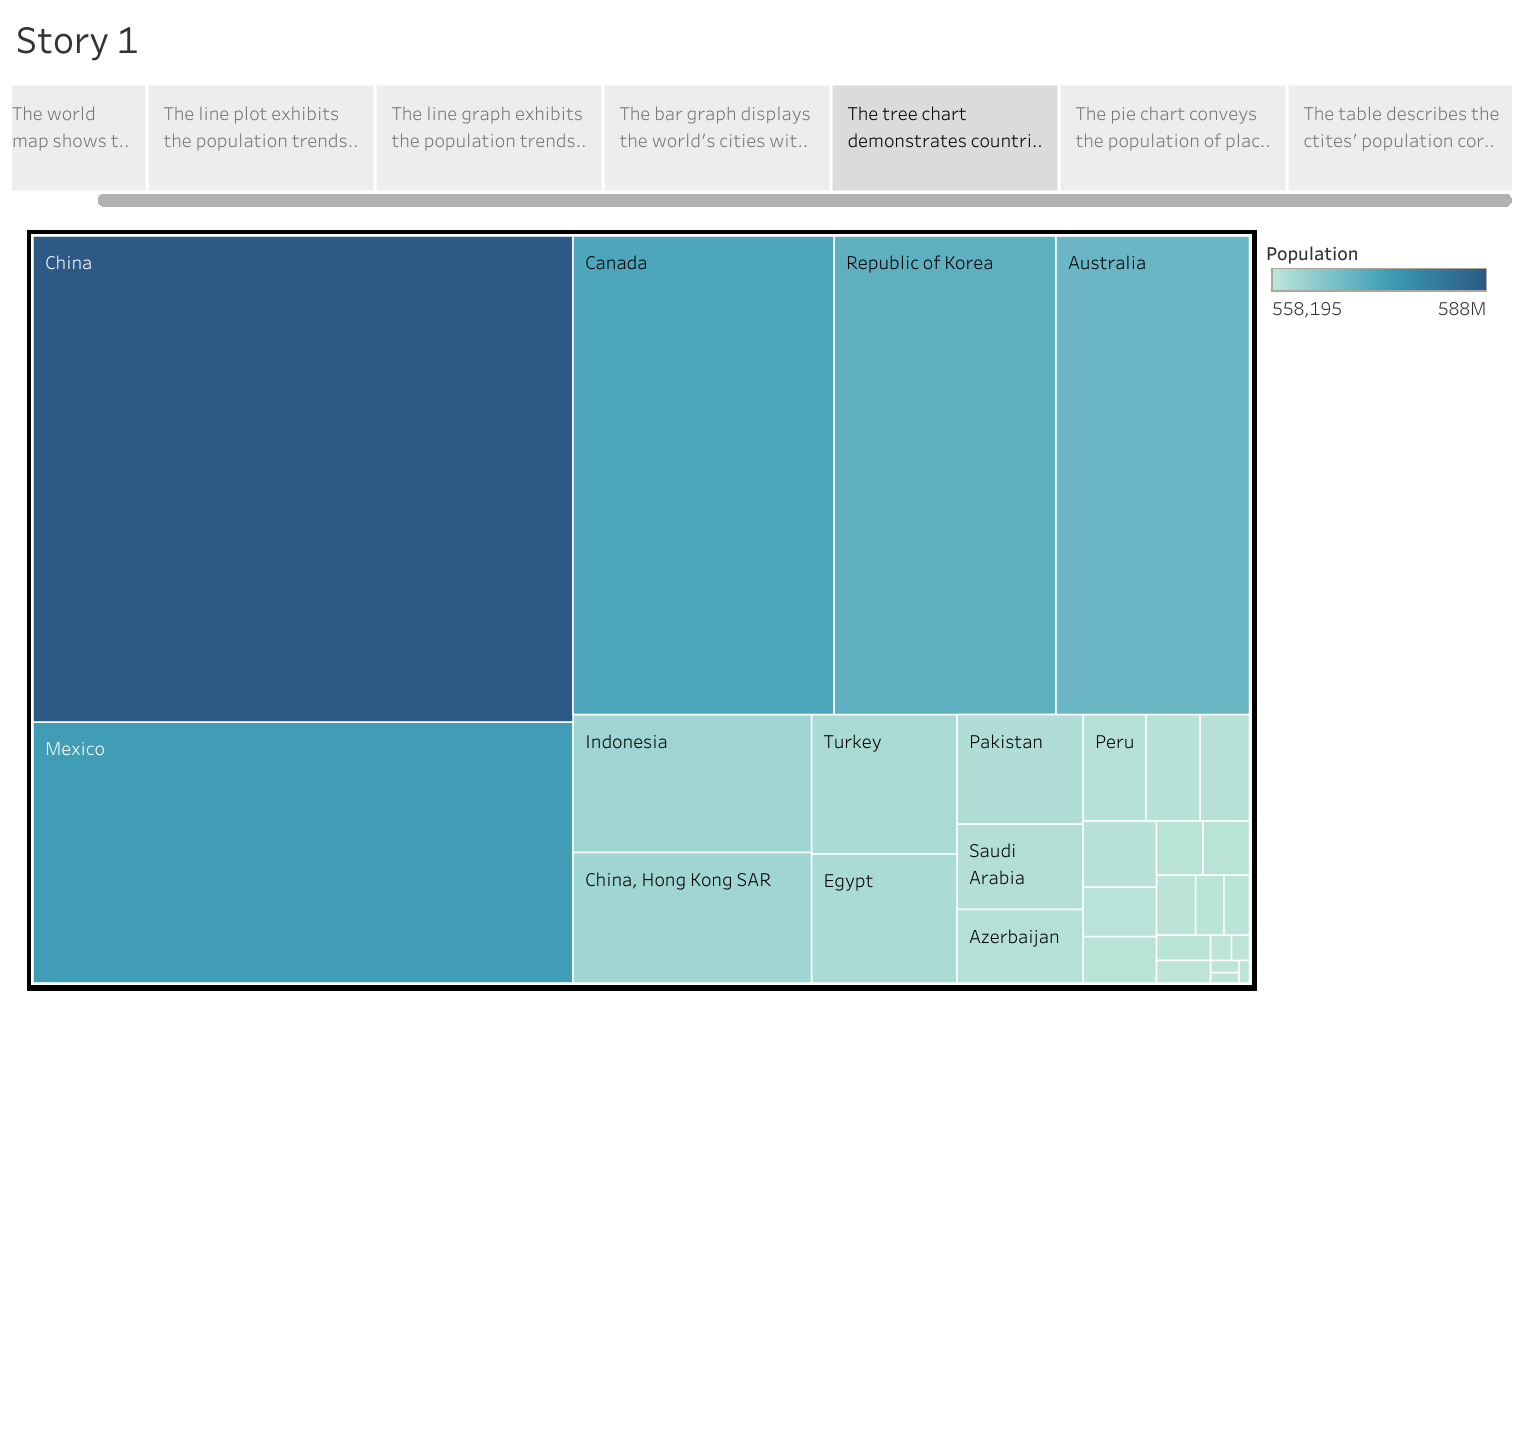 Story 1
The world
map shows t..
The line plot exhibits
the population trends..
The line graph exhibits
the population trends..
The bar graph displays
the world's cities wit..
The tree chart
demonstrates countri..
The pie chart conveys
the population of plac..
The table describes the
ctites' population cor..
China
Canada
Republic of Korea
Australia
Population
558,195
588M
Mexico
Indonesia
Turkey
Pakistan
Peru
Saudi
Arabia
China, Hong Kong SAR
Egypt
Azerbaijan